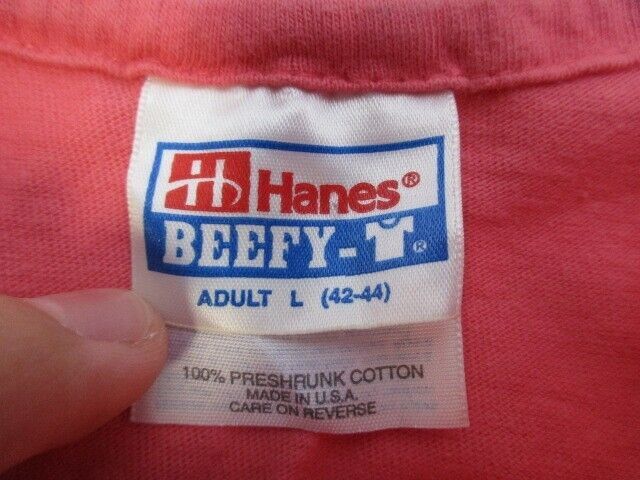 Hanes®
BEEFY-T®
ADULT L (42-44)
100% PRESHRUNK COTTON
MADE IN U.S.A.
CARE ON REVERSE